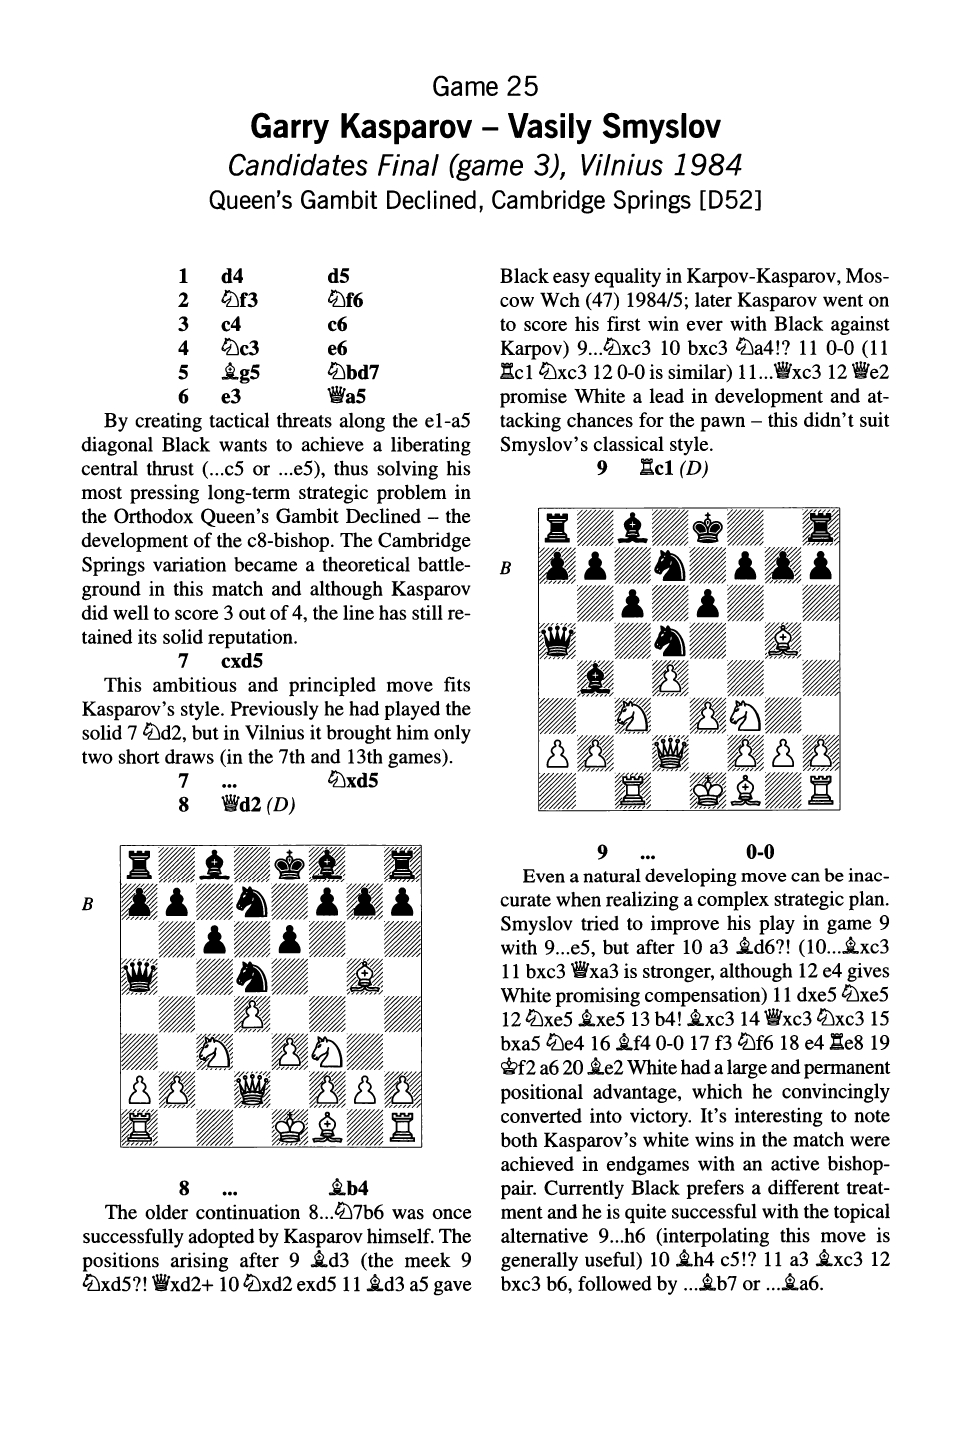 Game 25
Garry Kasparov – Vasily Smyslov
Candidates Final (game 3), Vilnius 1984
Queen's Gambit Declined, Cambridge Springs [D52]
1 d4 d5
2 ♘f3 ♘f6
3 c4 c6
4 ♘c3 e6
5 ♗g5 ♘bd7
6 e3 ♕a5
By creating tactical threats along the e1-a5
diagonal Black wants to achieve a liberating
central thrust (...c5 or ...e5), thus solving his
most pressing long-term strategic problem in
the Orthodox Queen's Gambit Declined – the
development of the c8-bishop. The Cambridge
Springs variation became a theoretical battle-
ground in this match and although Kasparov
did well to score 3 out of 4, the line has still re-
tained its solid reputation.
7 cxd5
This ambitious and principled move fits
Kasparov's style. Previously he had played the
solid 7 ♘d2, but in Vilnius it brought him only
two short draws (in the 7th and 13th games).
7 ... ♘xd5
8 ♕d2 (D)
B
8 ... ♗b4
The older continuation 8...♘7b6 was once
successfully adopted by Kasparov himself. The
positions arising after 9 ♗d3 (the meek 9
♘xd5?! ♕xd2+ 10 ♘xd2 exd5 11 ♗d3 a5 gave
Black easy equality in Karpov-Kasparov, Mos-
cow Wch (47) 1984/5; later Kasparov went on
to score his first win ever with Black against
Karpov) 9...♘xc3 10 bxc3 ♘a4!? 11 0-0 (11
♖c1 ♘xc3 12 0-0 is similar) 11...♕xc3 12 ♕e2
promise White a lead in development and at-
tacking chances for the pawn – this didn't suit
Smyslov's classical style.
9 ♖c1 (D)
B
9 ... 0-0
Even a natural developing move can be inac-
curate when realizing a complex strategic plan.
Smyslov tried to improve his play in game 9
with 9...e5, but after 10 a3 ♗d6?! (10...♗xc3
11 bxc3 ♕xa3 is stronger, although 12 e4 gives
White promising compensation) 11 dxe5 ♘xe5
12 ♘xe5 ♗xe5 13 b4! ♗xc3 14 ♕xc3 ♘xc3 15
bxa5 ♘e4 16 ♗f4 0-0 17 f3 ♘f6 18 e4 ♖e8 19
♔f2 a6 20 ♗e2 White had a large and permanent
positional advantage, which he convincingly
converted into victory. It's interesting to note
both Kasparov's white wins in the match were
achieved in endgames with an active bishop-
pair. Currently Black prefers a different treat-
ment and he is quite successful with the topical
alternative 9...h6 (interpolating this move is
generally useful) 10 ♗h4 c5!? 11 a3 ♗xc3 12
bxc3 b6, followed by ...♗b7 or ...♗a6.